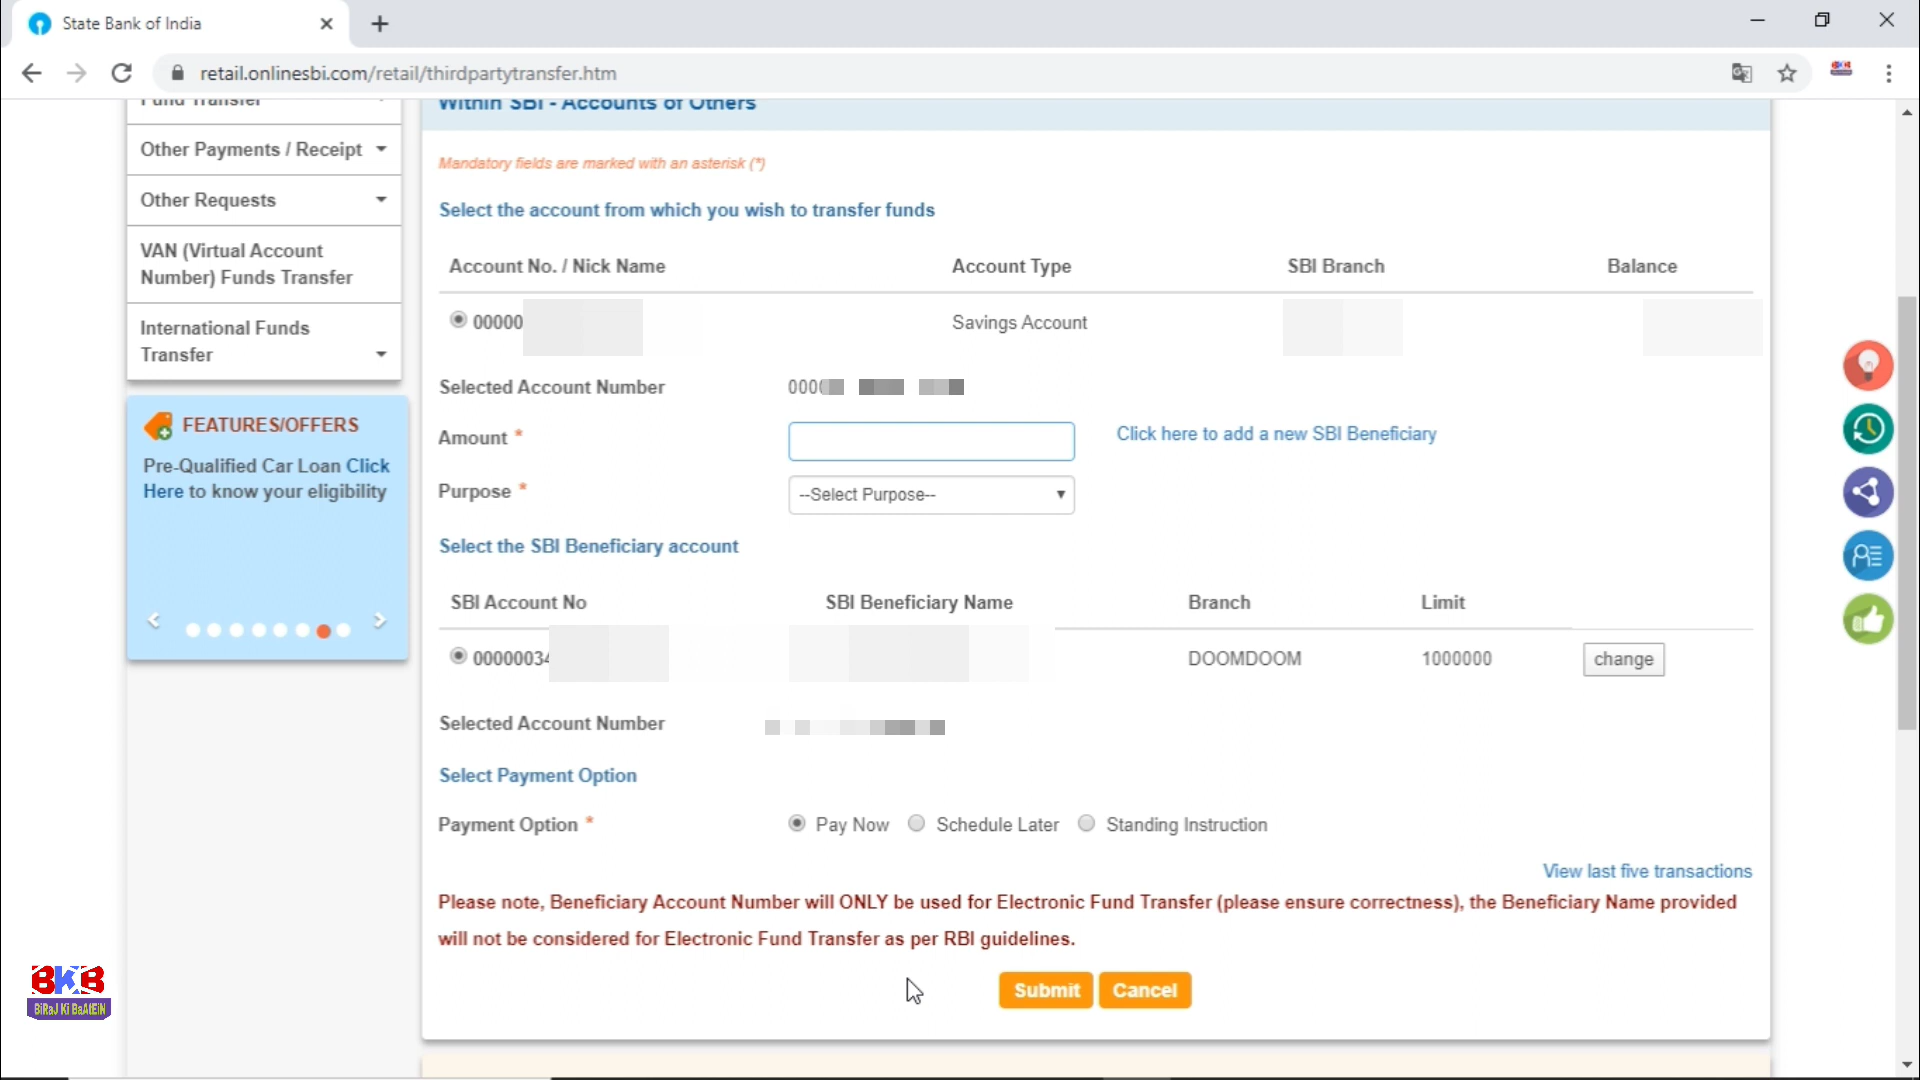 State Bank of India
retail.onlinesbi.com/retail/thirdpartytransfer.htm
Fund Transfer
Other Payments / Receipt
Other Requests
VAN (Virtual Account
Number) Funds Transfer
International Funds
Transfer
FEATURES/OFFERS
Pre-Qualified Car Loan Click
Here to know your eligibility
Within SBI - Accounts of Others
Mandatory fields are marked with an asterisk (*)
Select the account from which you wish to transfer funds
Account No. / Nick Name Account Type SBI Branch Balance
00000 Savings Account
Selected Account Number 000
Amount * Click here to add a new SBI Beneficiary
Purpose * --Select Purpose--
Select the SBI Beneficiary account
SBI Account No SBI Beneficiary Name Branch Limit
00000034 DOOMDOOM 1000000 change
Selected Account Number
Select Payment Option
Payment Option * Pay Now Schedule Later Standing Instruction
View last five transactions
Please note, Beneficiary Account Number will ONLY be used for Electronic Fund Transfer (please ensure correctness), the Beneficiary Name provided
will not be considered for Electronic Fund Transfer as per RBI guidelines.
Submit Cancel
BKB
BiRaJ Ki BaAtEiN